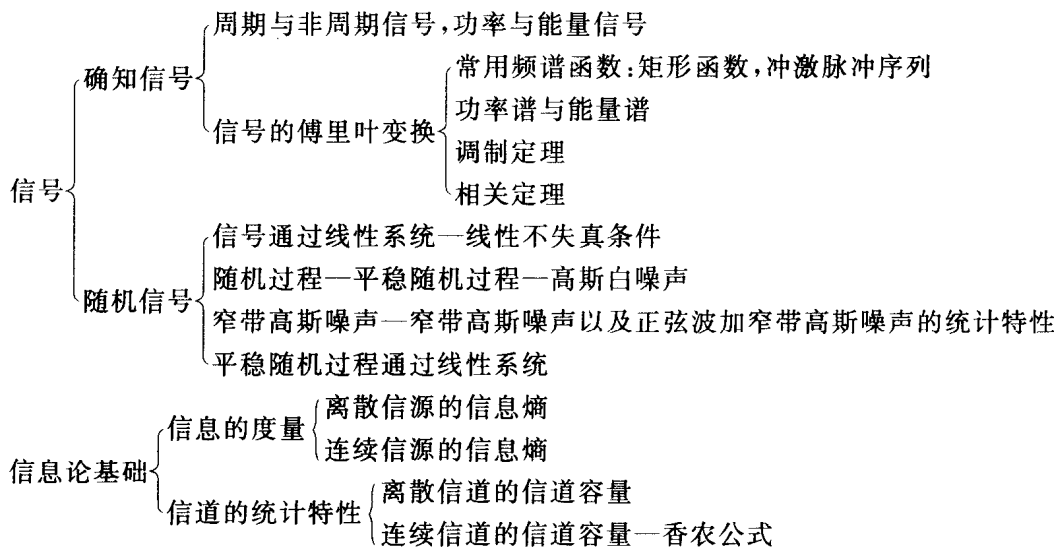 周期与非周期信号,功率与能量信号
常用频谱函数:矩形函数,冲激脉冲序列
确知信号
功率谱与能量谱
信号的傅里叶变换
调制定理
相关定理
信号
信号通过线性系统—线性不失真条件
随机过程—平稳随机过程—高斯白噪声
随机信号
窄带高斯噪声—窄带高斯噪声以及正弦波加窄带高斯噪声的统计特性
平稳随机过程通过线性系统
离散信源的信息熵
信息的度量
连续信源的信息熵
信息论基础
离散信道的信道容量
信道的统计特性
连续信道的信道容量—香农公式